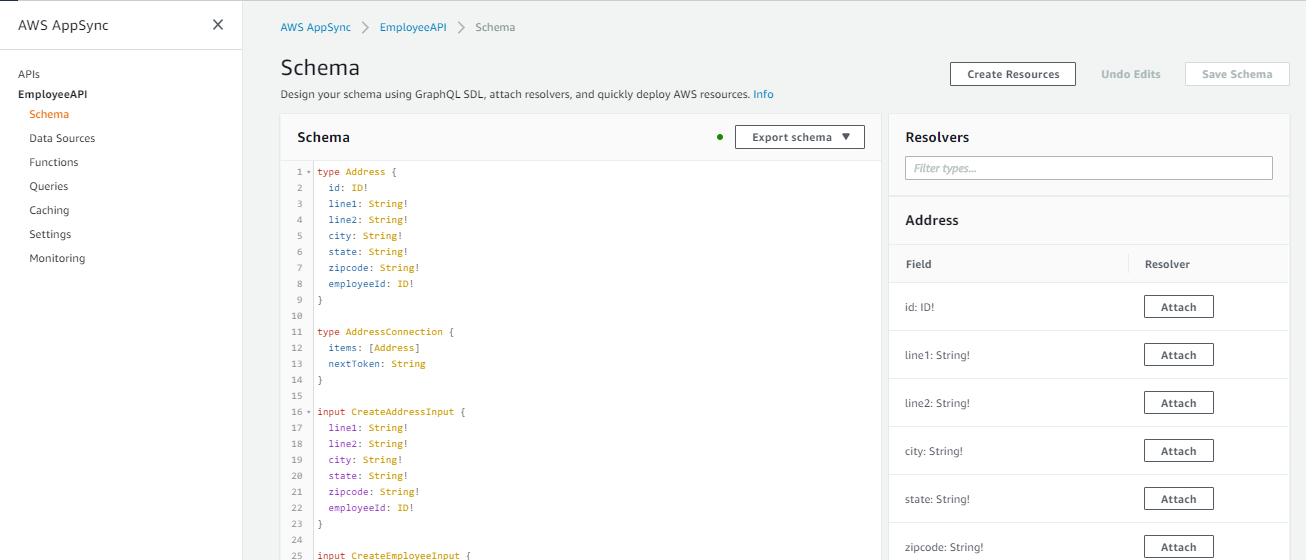 AWS AppSync
APIs
EmployeeAPI
Schema
Data Sources
Functions
Queries
Caching
Settings
Monitoring
AWS AppSync > EmployeeAPI > Schema
Schema
Design your schema using GraphQL SDL, attach resolvers, and quickly deploy AWS resources. Info
Create Resources
Undo Edits
Save Schema
Schema
Export schema
1 type Address {
2 id: ID!
3 line1: String!
4 line2: String!
5 city: String!
6 state: String!
7 zipcode: String!
8 employeeId: ID!
9 }
10
11 type AddressConnection {
12 items: [Address]
13 nextToken: String
14 }
15
16 input CreateAddressInput {
17 line1: String!
18 line2: String!
19 city: String!
20 state: String!
21 zipcode: String!
22 employeeId: ID!
23 }
24
25 input CreateEmployeeInput {
Resolvers
Filter types...
Address
Field Resolver
id: ID! Attach
line1: String! Attach
line2: String! Attach
city: String! Attach
state: String! Attach
zipcode: String! Attach